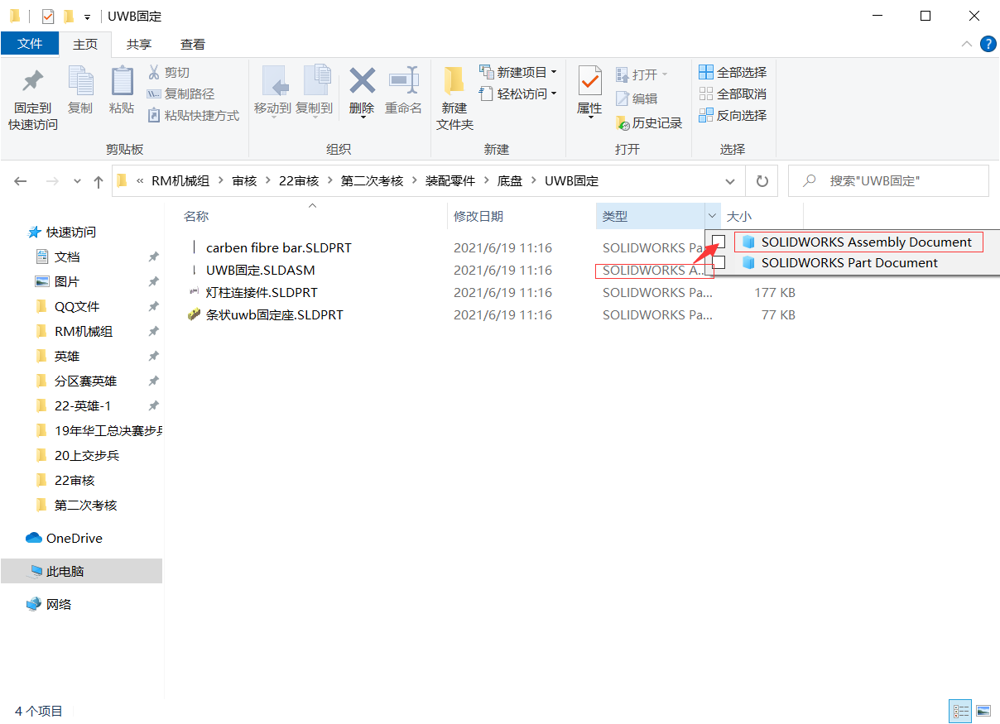 UWB固定
文件 主页 共享 查看
固定到
快速访问
复制
粘贴
剪切
复制路径
粘贴快捷方式
剪贴板
移动到
复制到
删除
重命名
组织
新建
文件夹
新建项目
轻松访问
新建
属性
打开
编辑
历史记录
打开
全部选择
全部取消
反向选择
选择
« RM机械组 > 审核 > 22审核 > 第二次考核 > 装配零件 > 底盘 > UWB固定
搜索"UWB固定"
名称 修改日期 类型 大小
carben fibre bar.SLDPRT 2021/6/19 11:16 SOLIDWORKS Pa...
UWB固定.SLDASM 2021/6/19 11:16 SOLIDWORKS A...
灯柱连接件.SLDPRT 2021/6/19 11:16 SOLIDWORKS Pa... 177 KB
条状uwb固定座.SLDPRT 2021/6/19 11:16 SOLIDWORKS Pa... 77 KB
SOLIDWORKS Assembly Document
SOLIDWORKS Part Document
快速访问
文档
图片
QQ文件
RM机械组
英雄
分区赛英雄
22-英雄-1
19年华工总决赛步兵
20上交步兵
22审核
第二次考核
OneDrive
此电脑
网络
4 个项目